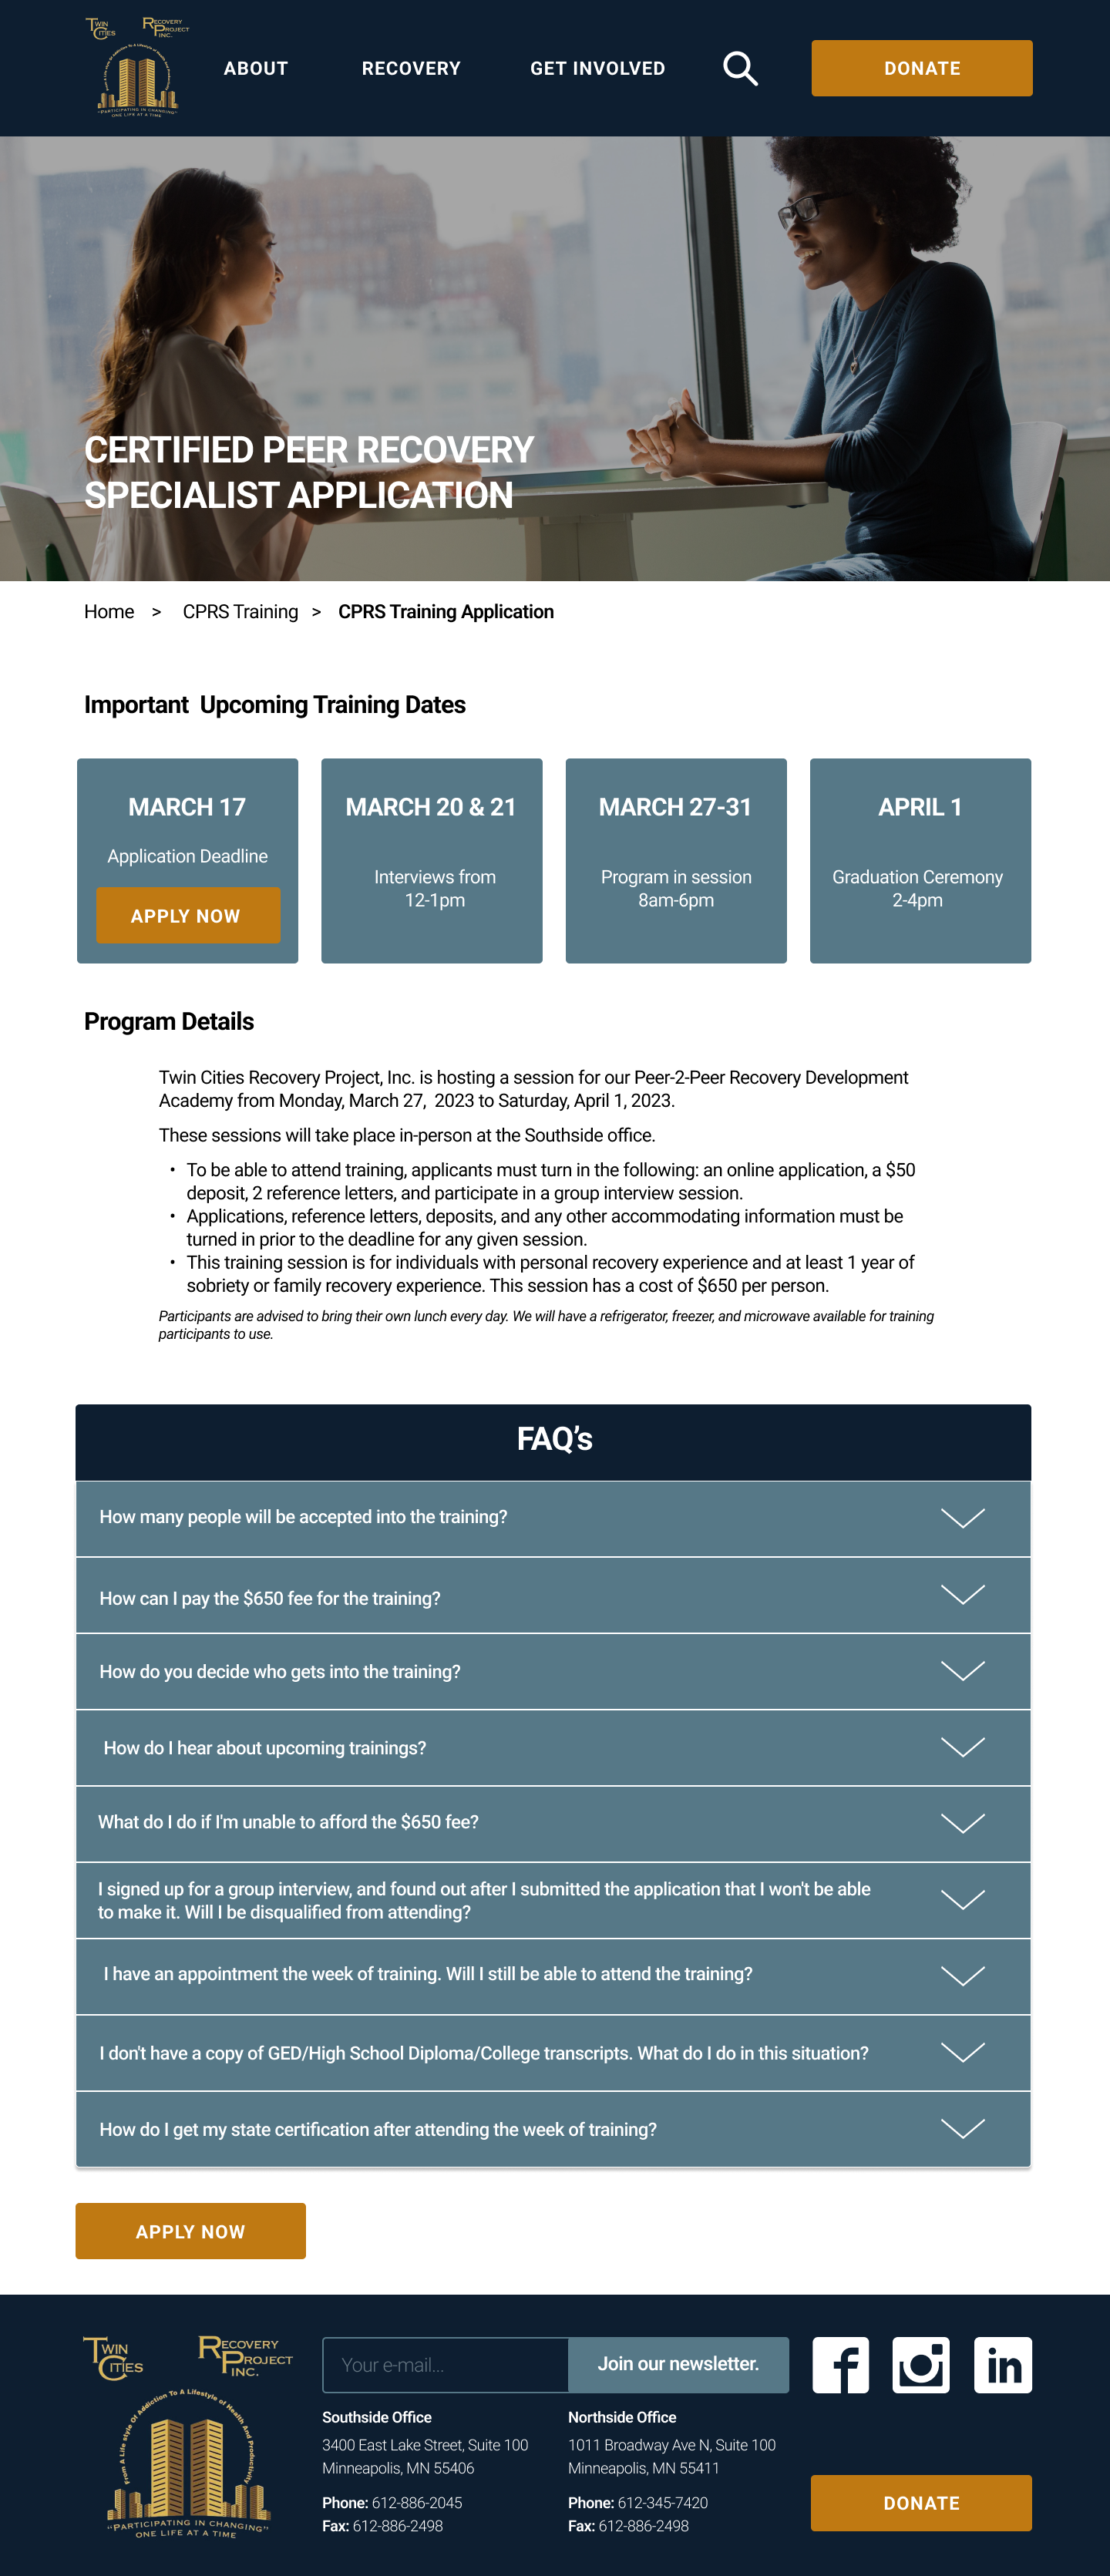 TWIN CITIES
RECOVERY PROJECT INC.
"PARTICIPATING IN CHANGING"
ONE LIFE AT A TIME
ABOUT
RECOVERY
GET INVOLVED
DONATE
CERTIFIED PEER RECOVERY
SPECIALIST APPLICATION
Home > CPRS Training > CPRS Training Application
Important  Upcoming Training Dates
MARCH 17
Application Deadline
APPLY NOW
MARCH 20 & 21
Interviews from
12-1pm
MARCH 27-31
Program in session
8am-6pm
APRIL 1
Graduation Ceremony
2-4pm
Program Details
Twin Cities Recovery Project, Inc. is hosting a session for our Peer-2-Peer Recovery Development
Academy from Monday, March 27,  2023 to Saturday, April 1, 2023.
These sessions will take place in-person at the Southside office.
• To be able to attend training, applicants must turn in the following: an online application, a $50
deposit, 2 reference letters, and participate in a group interview session.
• Applications, reference letters, deposits, and any other accommodating information must be
turned in prior to the deadline for any given session.
• This training session is for individuals with personal recovery experience and at least 1 year of
sobriety or family recovery experience. This session has a cost of $650 per person.
Participants are advised to bring their own lunch every day. We will have a refrigerator, freezer, and microwave available for training
participants to use.
FAQ's
How many people will be accepted into the training?
How can I pay the $650 fee for the training?
How do you decide who gets into the training?
How do I hear about upcoming trainings?
What do I do if I'm unable to afford the $650 fee?
I signed up for a group interview, and found out after I submitted the application that I won't be able
to make it. Will I be disqualified from attending?
I have an appointment the week of training. Will I still be able to attend the training?
I don't have a copy of GED/High School Diploma/College transcripts. What do I do in this situation?
How do I get my state certification after attending the week of training?
APPLY NOW
TWIN CITIES
RECOVERY PROJECT INC.
From A Life style Of Addiction To A Lifestyle of Health And Productivity
"PARTICIPATING IN CHANGING"
ONE LIFE AT A TIME
Your e-mail...
Join our newsletter.
Southside Office
3400 East Lake Street, Suite 100
Minneapolis, MN 55406
Phone: 612-886-2045
Fax: 612-886-2498
Northside Office
1011 Broadway Ave N, Suite 100
Minneapolis, MN 55411
Phone: 612-345-7420
Fax: 612-886-2498
f
in
DONATE